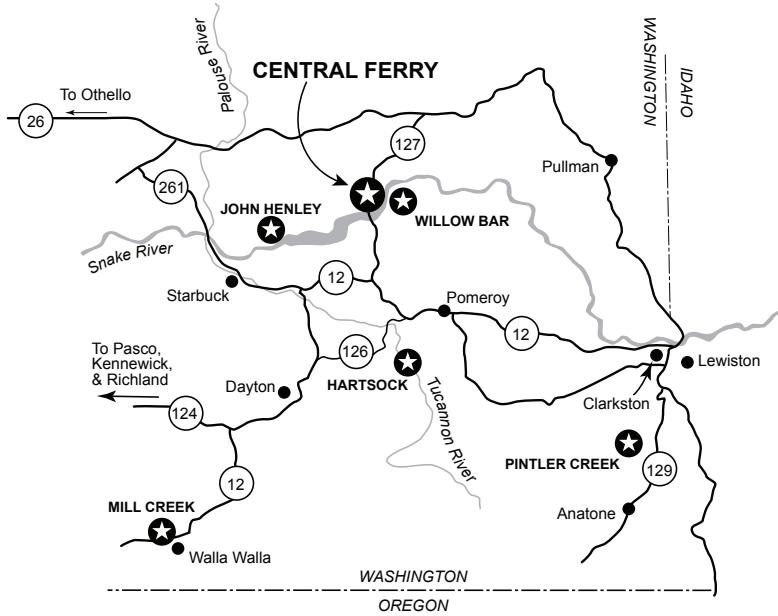 Palouse River
WASHINGTON
IDAHO
CENTRAL FERRY
To Othello
26
127
Pullman
261
JOHN HENLEY
WILLOW BAR
Snake River
Starbuck
12
Pomeroy
12
To Pasco,
Kennewick,
& Richland
126
Lewiston
HARTSOCK
Dayton
Clarkston
124
Tucannon River
PINTLER CREEK
129
12
MILL CREEK
Anatone
Walla Walla
WASHINGTON
OREGON